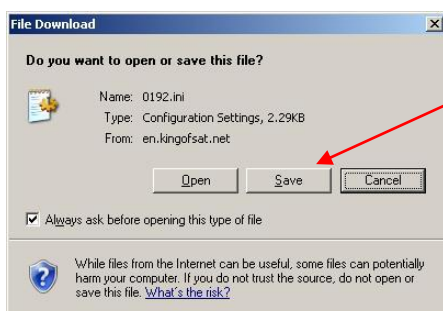 File Download
Do you want to open or save this file?
Name: 0192.ini
Type: Configuration Settings, 2.29KB
From: en.kingofsat.net
Open Save Cancel
Always ask before opening this type of file
While files from the Internet can be useful, some files can potentially
harm your computer. If you do not trust the source, do not open or
save this file. What's the risk?